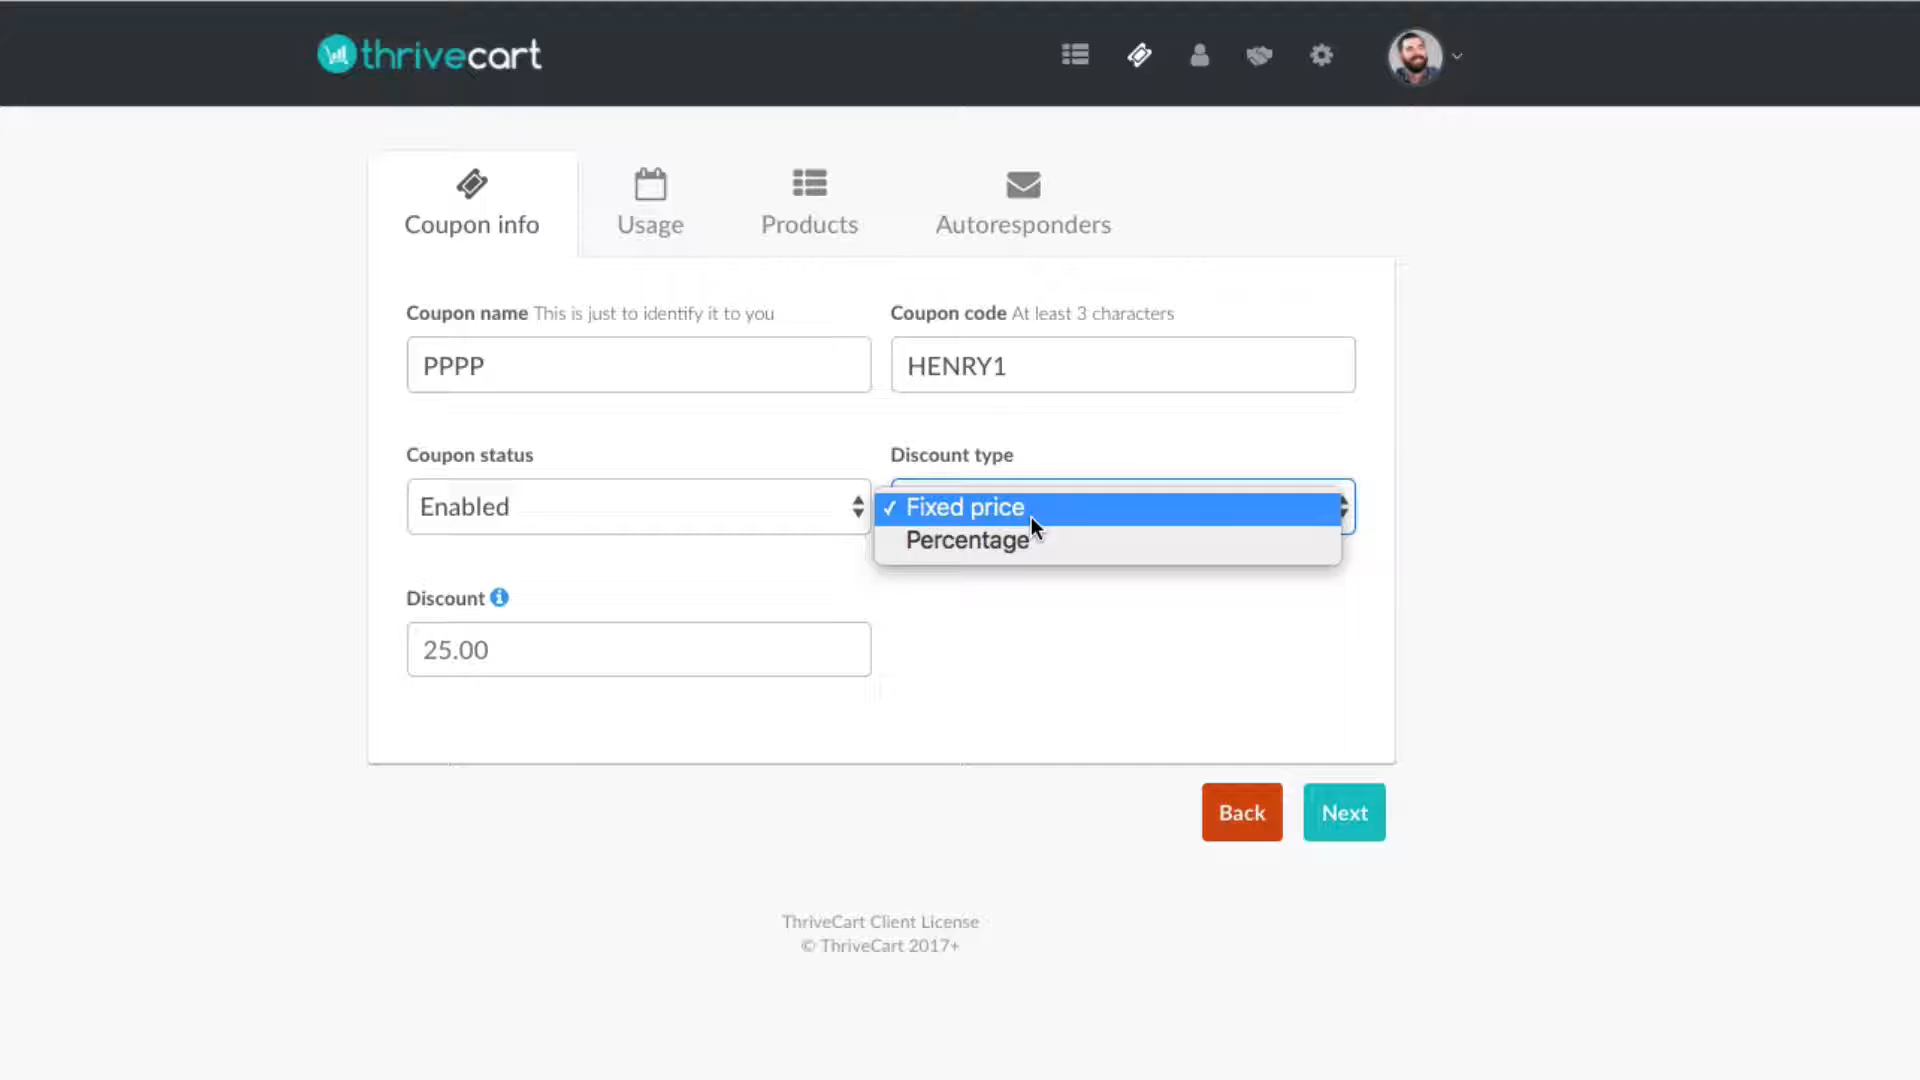 thrivecart
Coupon info
Usage
Products
Autoresponders
Coupon name This is just to identify it to you
Coupon code At least 3 characters
PPPP
HENRY1
Coupon status
Discount type
Enabled
✓ Fixed price
Percentage
Discount
25.00
Back
Next
ThriveCart Client License
© ThriveCart 2017+